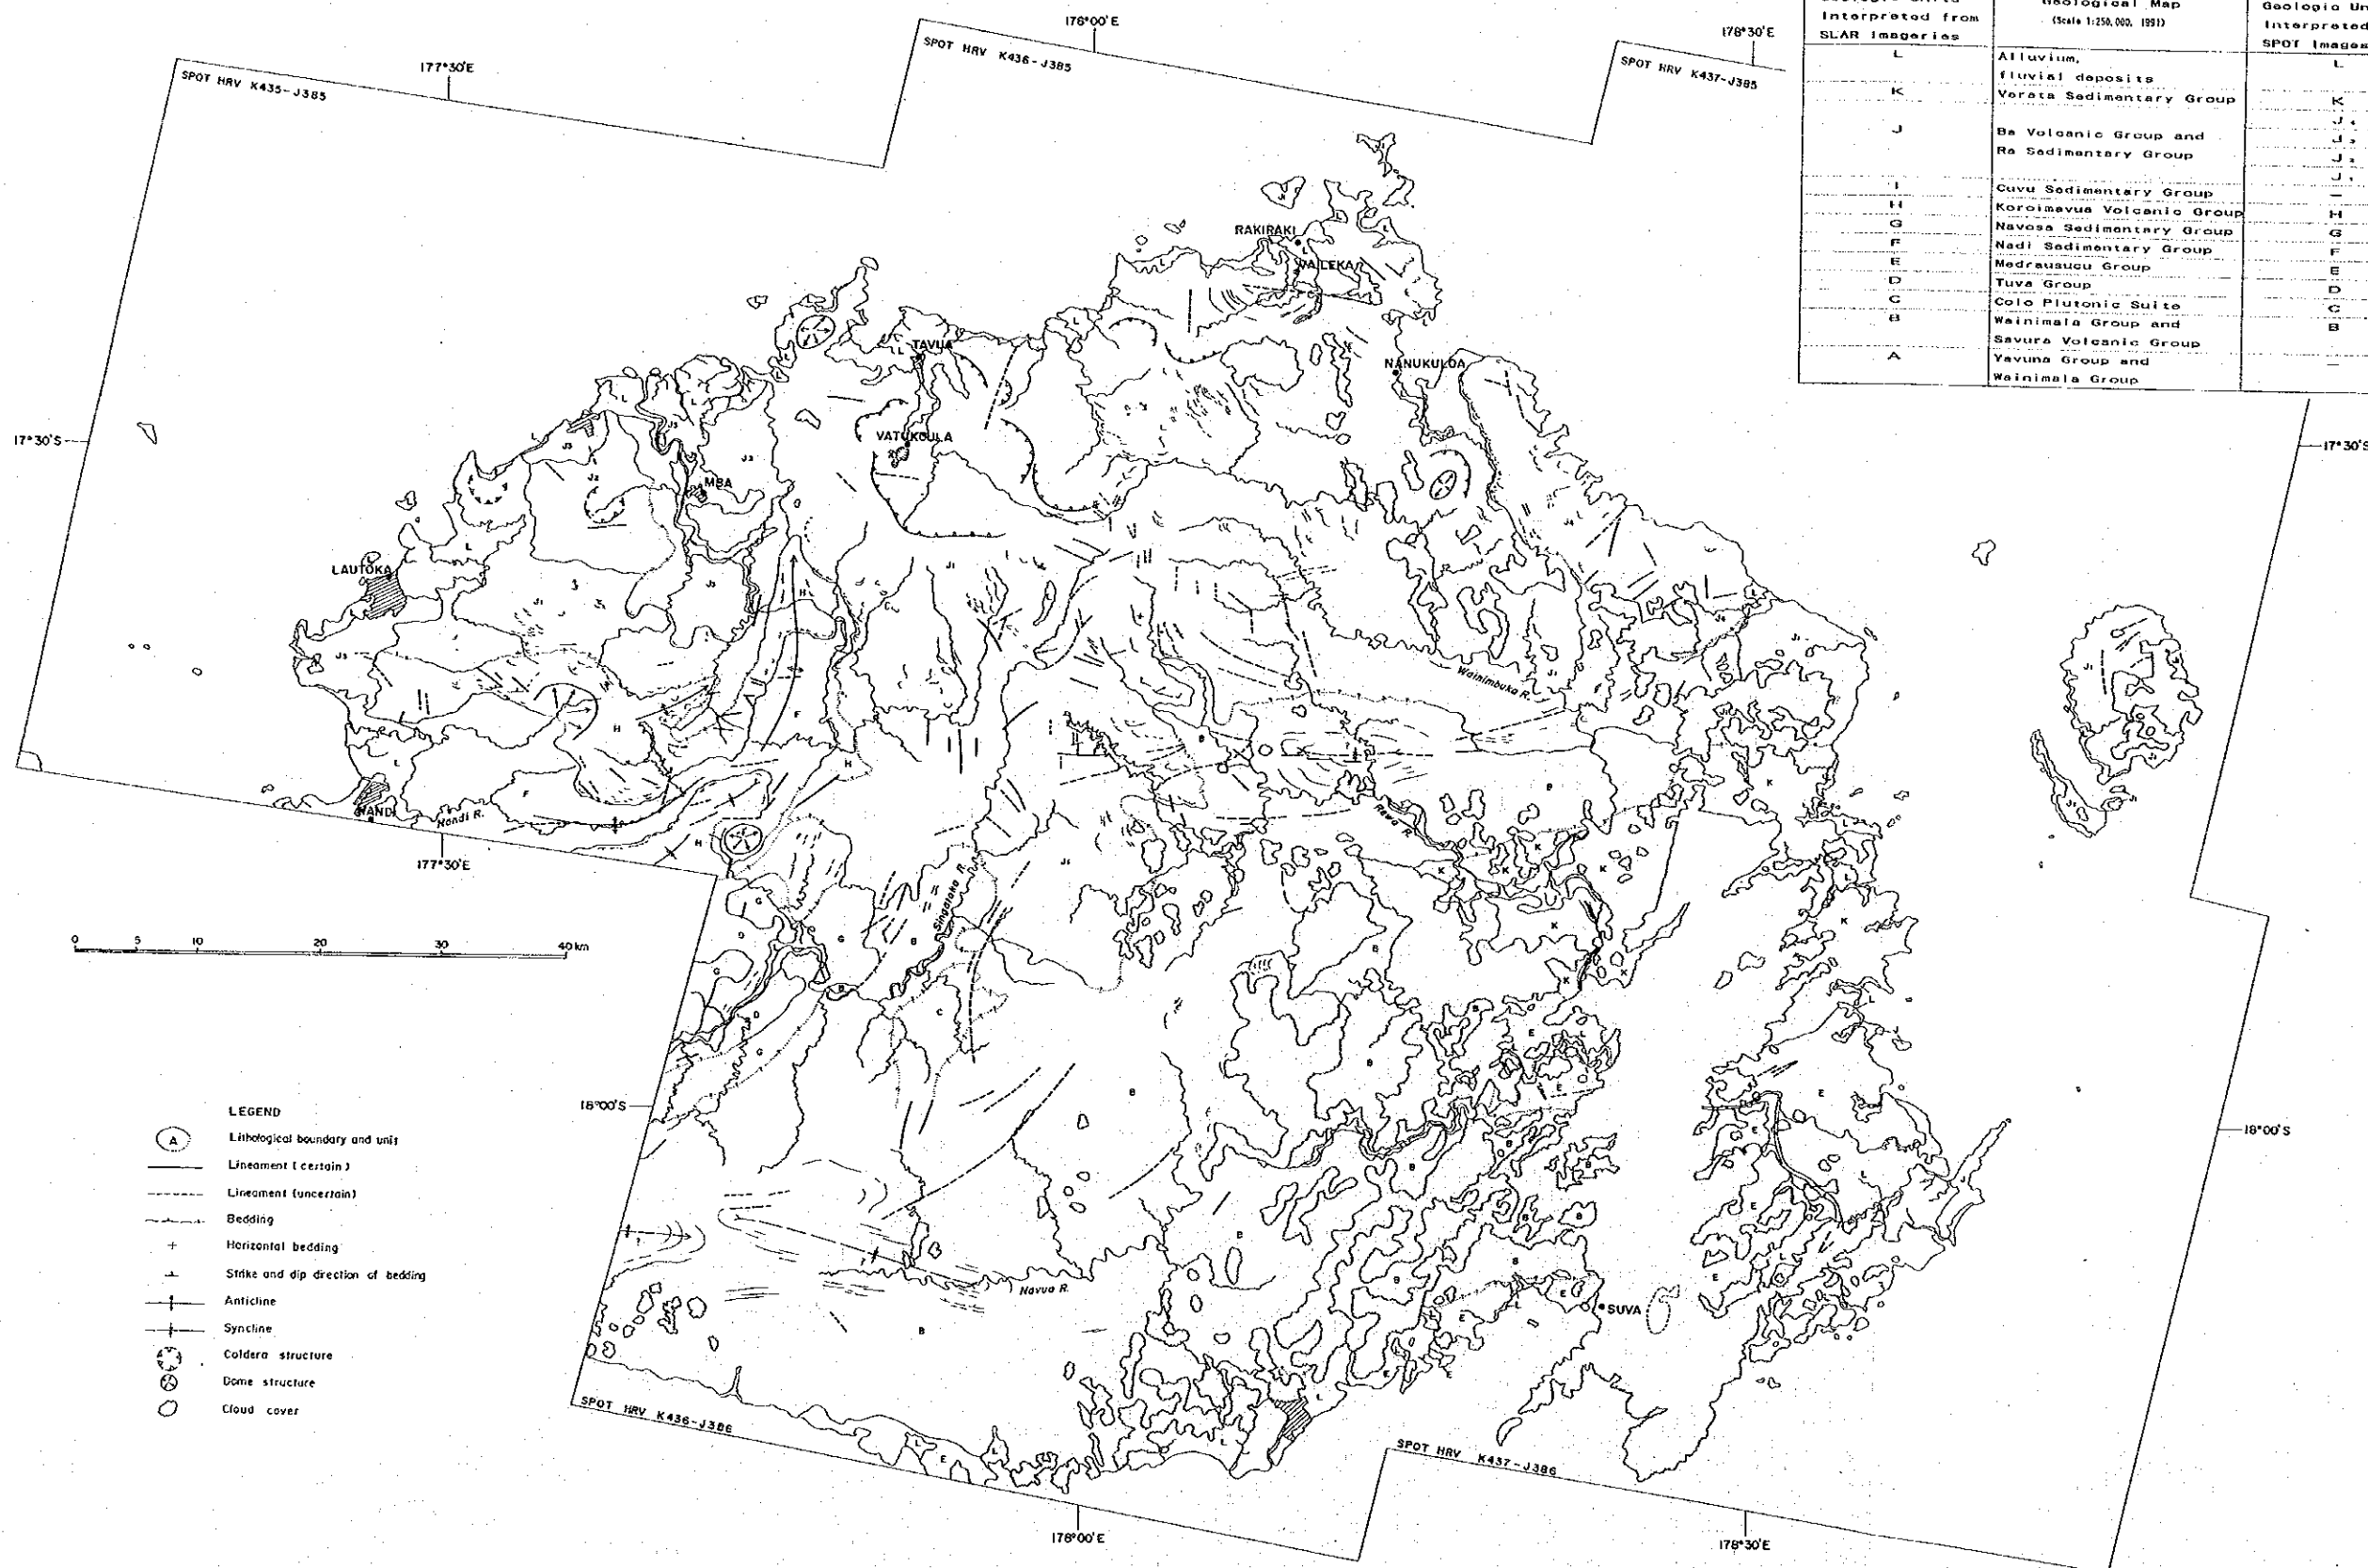 SPOT HRV K435-J385
177°30'E
SPOT HRV K436-J385
178°00'E
SPOT HRV K437-J385
178°30'E
Interpreted from
SLAR Imageries
Geological Map
(Scale 1:250,000, 1991)
Interpreted
SPOT Images
L
Alluvium,
fluvial deposits
L
K
Verata Sedimentary Group
K
J
Ba Volcanic Group and
Ra Sedimentary Group
J₄
J₃
J₂
J₁
I
Cuvu Sedimentary Group
—
H
Koroimavua Volcanic Group
H
G
Navosa Sedimentary Group
G
F
Nadi Sedimentary Group
F
E
Medrausucu Group
E
D
Tuva Group
D
C
Colo Plutonic Suite
C
B
Wainimala Group and
Savura Volcanic Group
B
A
Yavuna Group and
Wainimala Group
—
RAKIRAKI
VAILEKA
TAVUA
NANUKULOA
17°30'S
17°30'S
VATUKOULA
MBA
LAUTOKA
Wainimbuka R.
NANDI
Nandi R.
177°30'E
Rewa R.
Singatoka R.
0 5 10 20 30 40 km
18°00'S
18°00'S
LEGEND
A Lithological boundary and unit
Lineament (certain)
Lineament (uncertain)
Bedding
Horizontal bedding
Strike and dip direction of bedding
Anticline
Syncline
Coldera structure
Dome structure
Cloud cover
Navua R.
SUVA
SPOT HRV K436-J386
SPOT HRV K437-J386
178°00'E
178°30'E